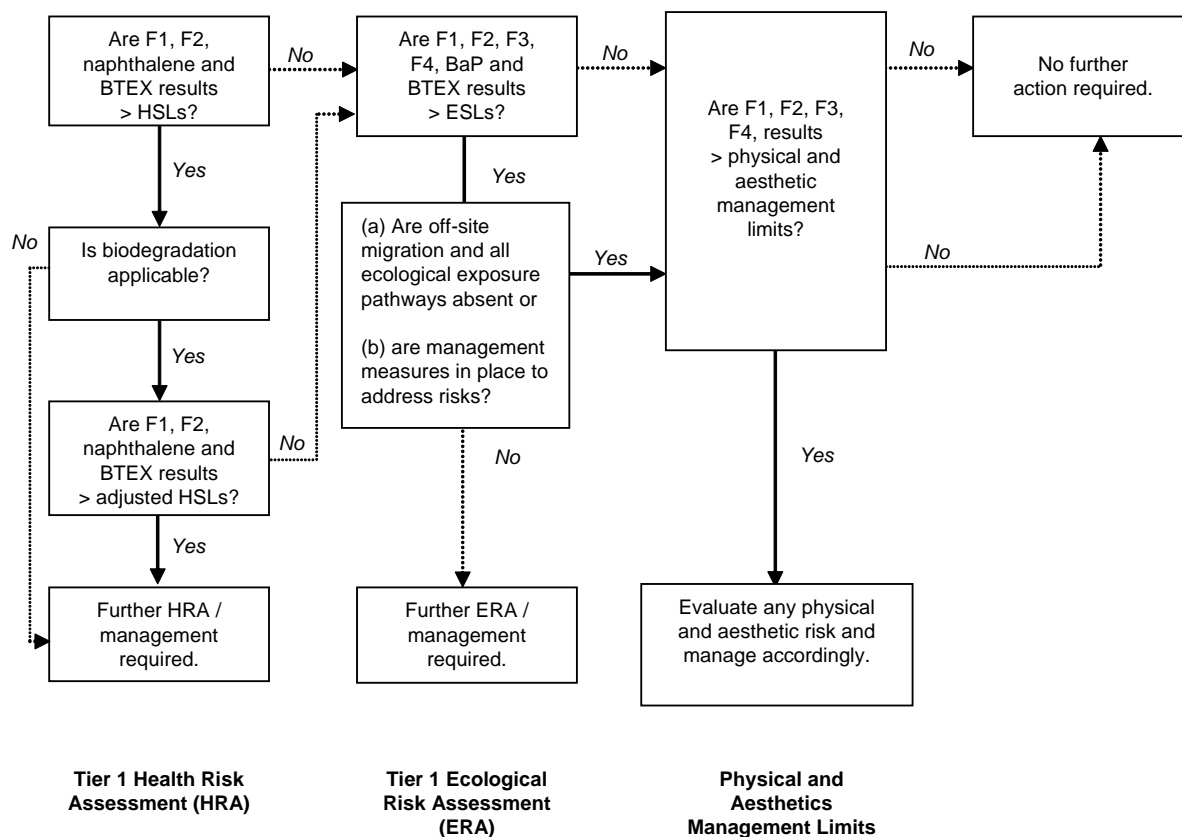 Are F1, F2,
naphthalene and
BTEX results
> HSLs?
No
Are F1, F2, F3,
F4, BaP and
BTEX results
> ESLs?
No
Are F1, F2, F3,
F4, results
> physical and
aesthetic
management
limits?
No
No further
action required.
Yes
Yes
No
Is biodegradation
applicable?
(a) Are off-site
migration and all
ecological exposure
pathways absent or
(b) are management
measures in place to
address risks?
Yes
No
Yes
Are F1, F2,
naphthalene and
BTEX results
> adjusted HSLs?
No
No
Yes
Yes
Further HRA /
management
required.
Further ERA /
management
required.
Evaluate any physical
and aesthetic risk and
manage accordingly.
Tier 1 Health Risk
Assessment (HRA)
Tier 1 Ecological
Risk Assessment
(ERA)
Physical and
Aesthetics
Management Limits